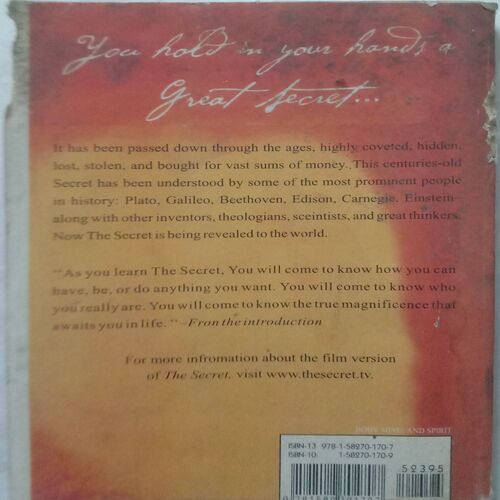 You hold in your hands a
Great Secret...
It has been passed down through the ages, highly coveted, hidden,
lost, stolen, and bought for vast sums of money. This centuries-old
Secret has been understood by some of the most prominent people
in history: Plato, Galileo, Beethoven, Edison, Carnegie. Einstein–
along with other inventors, theologians, sceintists, and great thinkers.
Now The Secret is being revealed to the world.
"As you learn The Secret, You will come to know how you can
have, be, or do anything you want. You will come to know who
you really are. You will come to know the true magnificence that
awaits you in life." –Fron the introduction
For more infromation about the film version
of The Secret, visit www.thesecret.tv.
BODY MIND AND SPIRIT
ISBN-13 978-1-58270-170-7
ISBN-10: 1-58270-170-9
52395